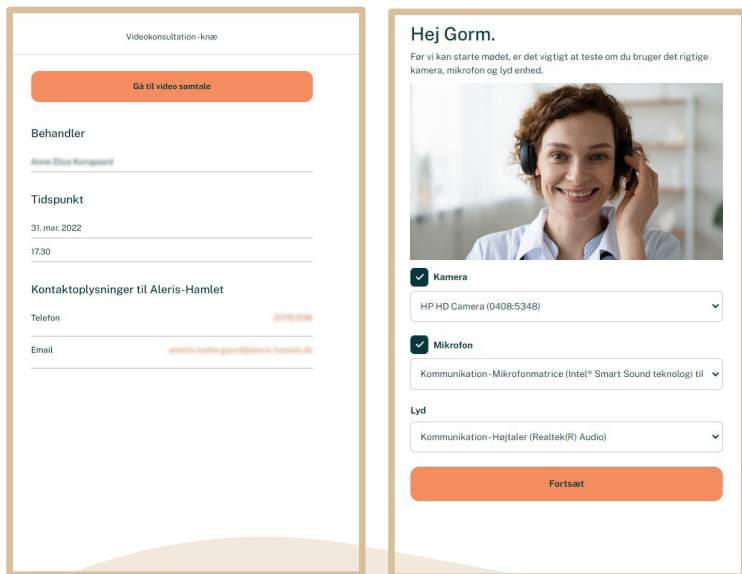 Videokonsultation - knæ
Gå til video samtale
Behandler
Tidspunkt
31. mar. 2022
17.30
Kontaktoplysninger til Aleris-Hamlet
Telefon
Email
Hej Gorm.
Før vi kan starte mødet, er det vigtigt at teste om du bruger det rigtige
kamera, mikrofon og lyd enhed.
Kamera
HP HD Camera (0408:5348)
Mikrofon
Kommunikation - Mikrofonmatrice (Intel® Smart Sound teknologi til
Lyd
Kommunikation - Højtaler (Realtek(R) Audio)
Fortsæt